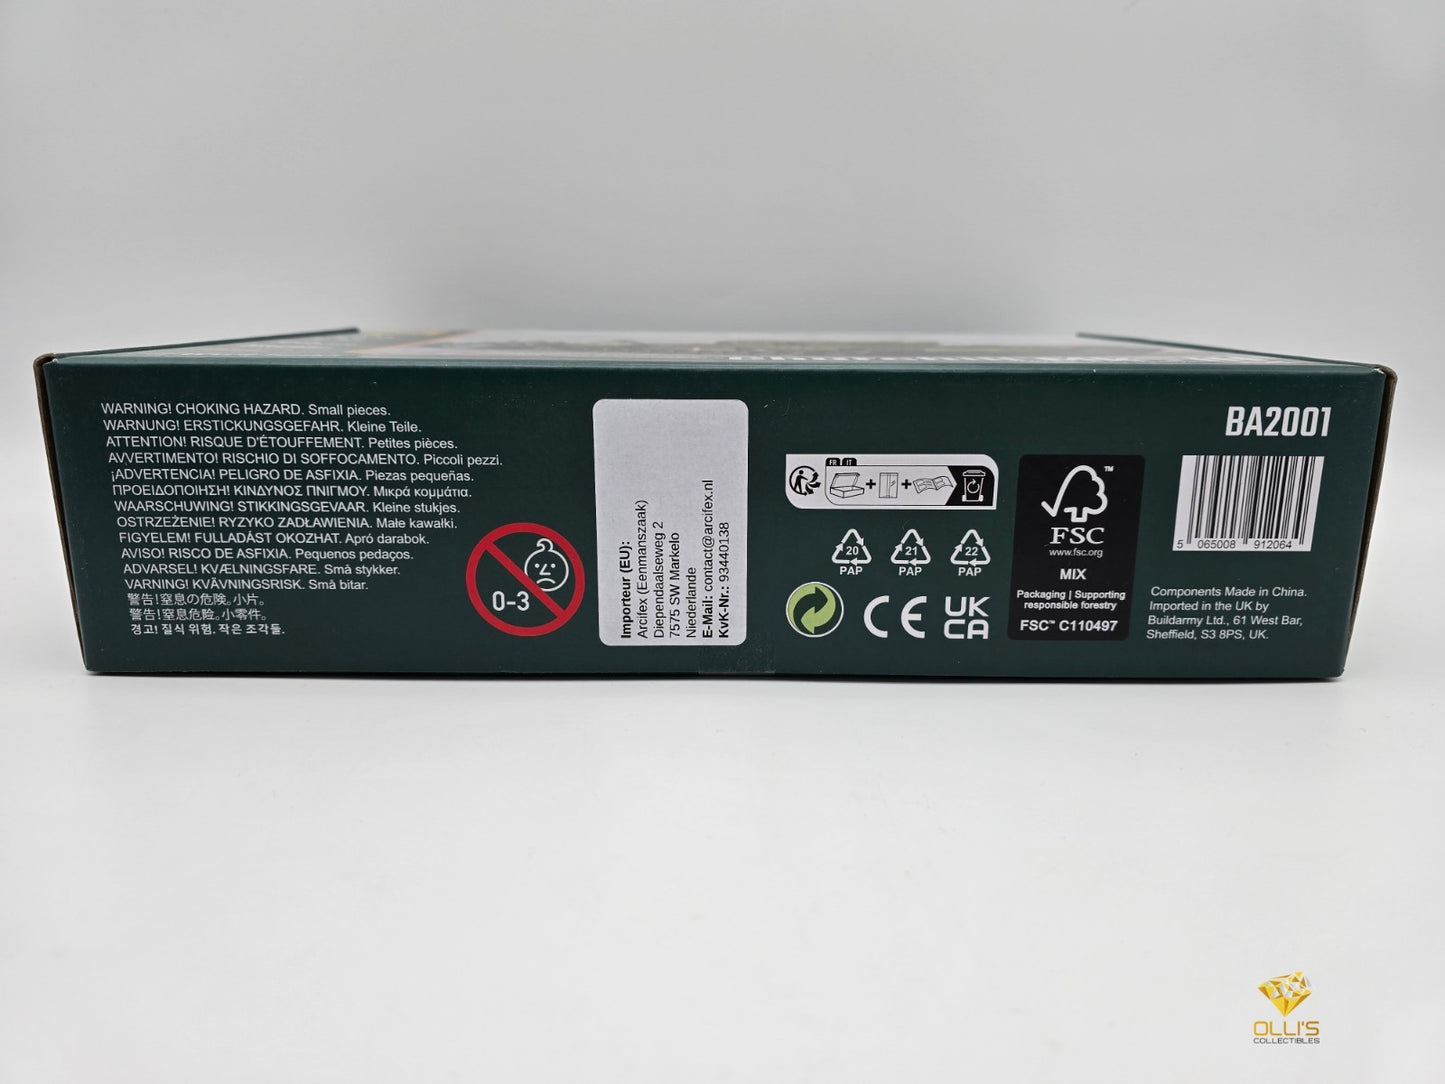 WARNING! CHOKING HAZARD. Small pieces.
WARNUNG! ERSTICKUNGSGEFAHR. Kleine Teile.
ATTENTION! RISQUE D'ÉTOUFFEMENT. Petites pièces.
AVVERTIMENTO! RISCHIO DI SOFFOCAMENTO. Piccoli pezzi.
¡ADVERTENCIA! PELIGRO DE ASFIXIA. Piezas pequeñas.
ΠΡΟΕΙΔΟΠΟΙΗΣΗ! ΚΙΝΔΥΝΟΣ ΠΝΙΓΜΟΥ. Μικρά κομμάτια.
WAARSCHUWING! STIKKINGSGEVAAR. Kleine stukjes.
OSTRZEŻENIE! RYZYKO ZADŁAWIENIA. Małe kawałki.
FIGYELEM! FULLADÁST OKOZHAT. Apró darabok.
AVISO! RISCO DE ASFIXIA. Pequenos pedaços.
ADVARSEL! KVÆLNINGSFARE. Små stykker.
VARNING! KVÄVNINGSRISK. Små bitar.
警告!窒息の危険。小片。
警告!窒息危险。小零件。
경고! 질식 위험. 작은 조각들.
0-3
Importeur (EU):
Arcifex (Eenmanszaak)
Diependaalseweg 2
7575 SW Markelo
Niederlande
E-Mail: contact@arcifex.nl
KvK-Nr.: 93440138
FR IT
20 21 22
PAP PAP PAP
CE
UK
CA
™
FSC
www.fsc.org
MIX
Packaging | Supporting
responsible forestry
FSC™ C110497
BA2001
5 065008 912064
Components Made in China.
Imported in the UK by
Buildarmy Ltd., 61 West Bar,
Sheffield, S3 8PS, UK.
OLLI'S
COLLECTIBLES